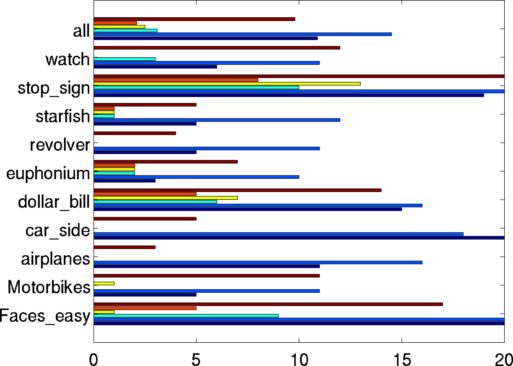 all
watch
stop_sign
starfish
revolver
euphonium
dollar_bill
car_side
airplanes
Motorbikes
Faces_easy
0 5 10 15 20